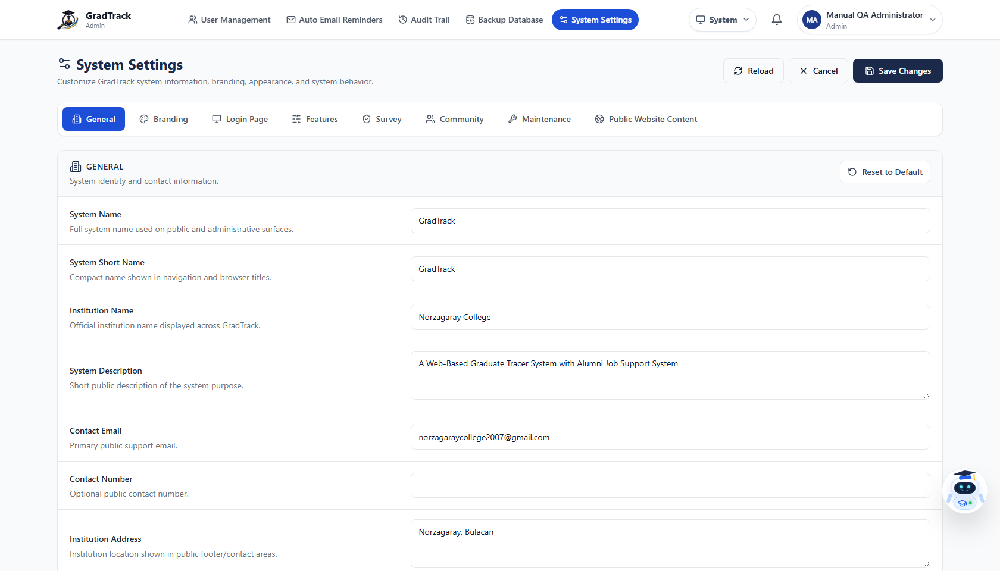 GradTrack
Admin
User Management
Auto Email Reminders
Audit Trail
Backup Database
System Settings
System
MA
Manual QA Administrator
Admin
System Settings
Customize GradTrack system information, branding, appearance, and system behavior.
Reload
Cancel
Save Changes
General
Branding
Login Page
Features
Survey
Community
Maintenance
Public Website Content
GENERAL
System identity and contact information.
Reset to Default
System Name
Full system name used on public and administrative surfaces.
GradTrack
System Short Name
Compact name shown in navigation and browser titles.
GradTrack
Institution Name
Official institution name displayed across GradTrack.
Norzagaray College
System Description
Short public description of the system purpose.
A Web-Based Graduate Tracer System with Alumni Job Support System
Contact Email
Primary public support email.
norzagaraycollege2007@gmail.com
Contact Number
Optional public contact number.
Institution Address
Institution location shown in public footer/contact areas.
Norzagaray, Bulacan